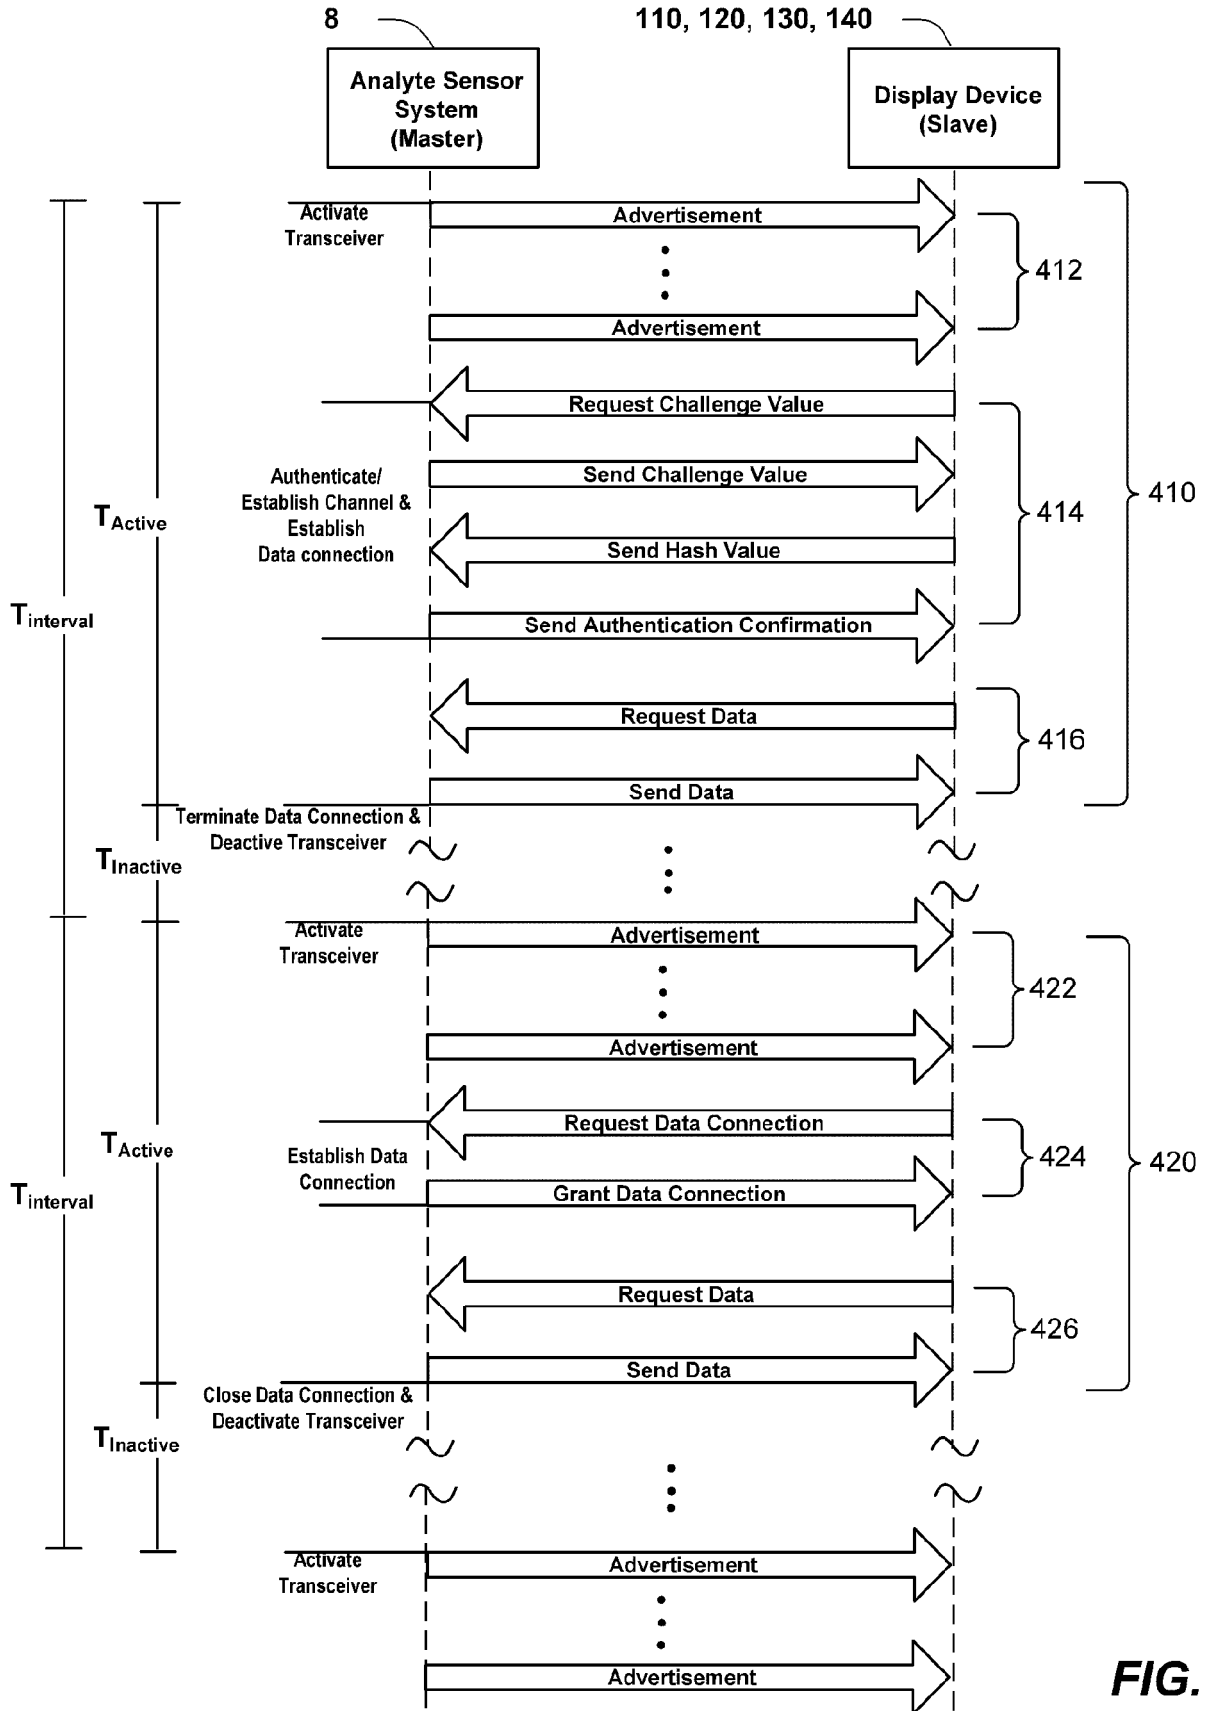 8
110, 120, 130, 140
Analyte Sensor
System
(Master)
Display Device
(Slave)
Activate
Transceiver
Advertisement
412
Advertisement
Request Challenge Value
Authenticate/
Establish Channel &
Establish
Data connection
Send Challenge Value
414
410
TActive
Send Hash Value
Tinterval
Send Authentication Confirmation
Request Data
416
Send Data
Terminate Data Connection &
Deactive Transceiver
TInactive
Activate
Transceiver
Advertisement
422
Advertisement
Request Data Connection
TActive
Establish Data
Connection
424
420
Tinterval
Grant Data Connection
Request Data
426
Send Data
Close Data Connection &
Deactivate Transceiver
TInactive
Activate
Transceiver
Advertisement
Advertisement
FIG.